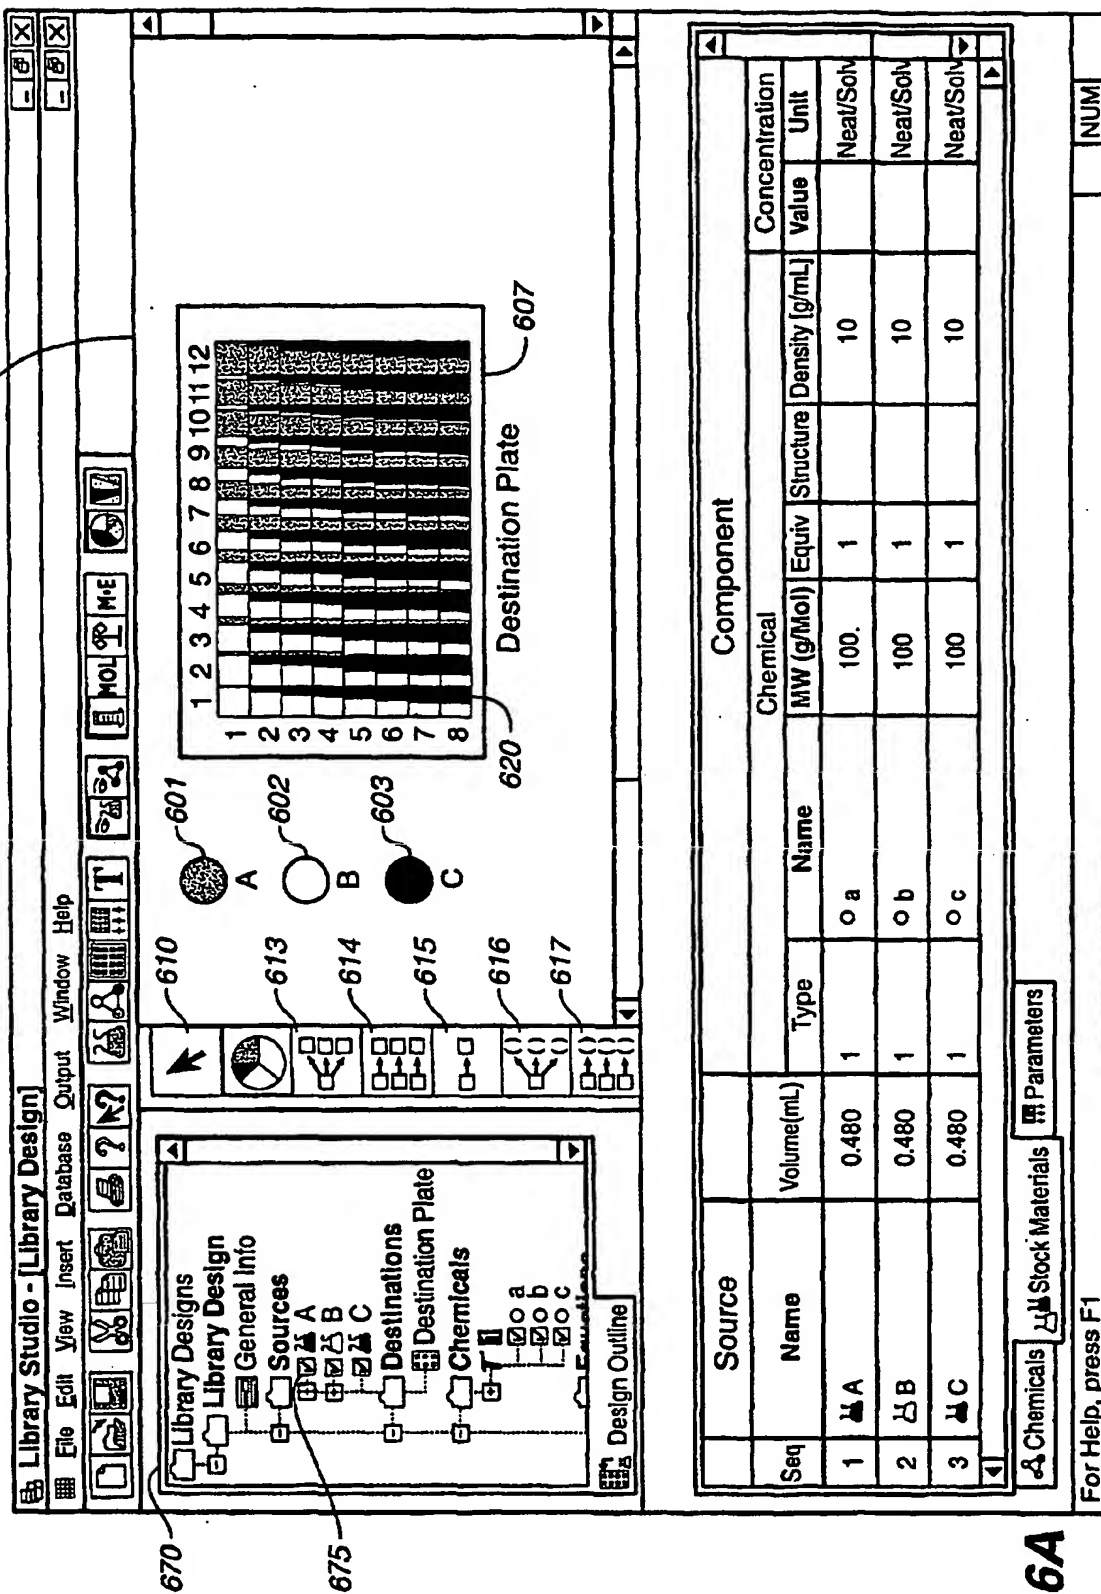 Library Studio - [Library Design]
File Edit View Insert Database Output Window Help
MOL
M+E
T
670
Library Designs
Library Design
General Info
Sources
A
B
C
Destinations
Destination Plate
Chemicals
a
b
c
Design Outline
675
610
613
614
615
616
617
601
A
602
B
603
C
1 2 3 4 5 6 7 8 9 10 11 12
1
2
3
4
5
6
7
8
620
607
Destination Plate
Source Component
Chemical Concentration
Seq Name Volume(mL) Type Name MW (g/Mol) Equiv Structure Density [g/mL] Value Unit
1 A 0.480 1 a 100. 1 10 Neat/Solv
2 B 0.480 1 b 100 1 10 Neat/Solv
3 C 0.480 1 c 100 1 10 Neat/Solv
Chemicals Stock Materials Parameters
For Help, press F1 NUM
6A